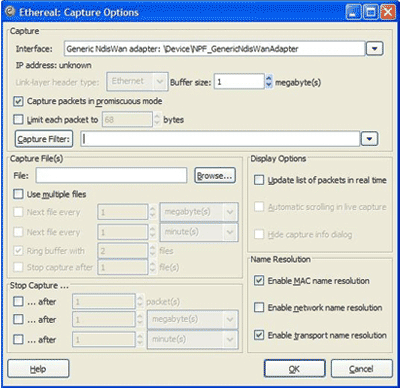 Ethereal: Capture Options
Capture
Interface: Generic NdisWan adapter: \Device\NPF_GenericNdisWanAdapter
IP address: unknown
Link-layer header type: Ethernet Buffer size: 1 megabyte(s)
Capture packets in promiscuous mode
Limit each packet to 68 bytes
Capture Filter:
Capture File(s)
File: Browse...
Use multiple files
Next file every 1 megabyte(s)
Next file every 1 minute(s)
Ring buffer with 2 files
Stop capture after 1 file(s)
Display Options
Update list of packets in real time
Automatic scrolling in live capture
Hide capture info dialog
Stop Capture ...
... after 1 packet(s)
... after 1 megabyte(s)
... after 1 minute(s)
Name Resolution
Enable MAC name resolution
Enable network name resolution
Enable transport name resolution
Help OK Cancel